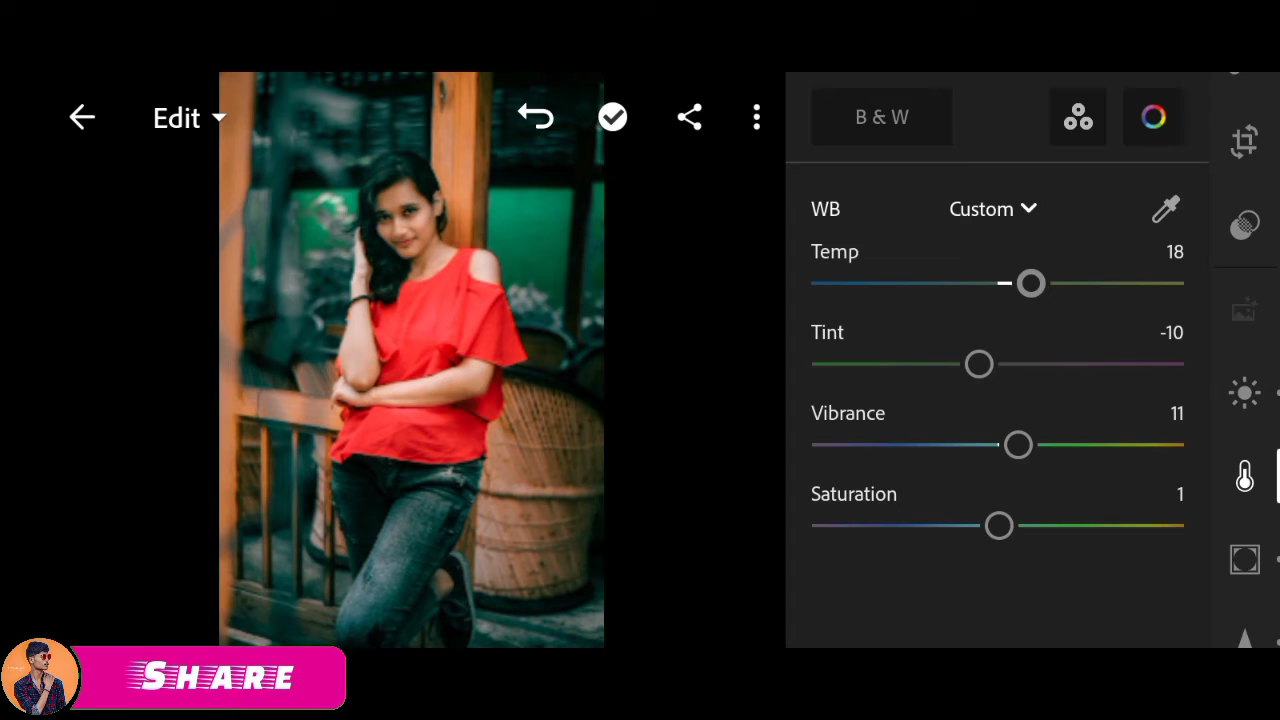 Edit
B & W
WB Custom
Temp 18
Tint -10
Vibrance 11
Saturation 1
SHARE